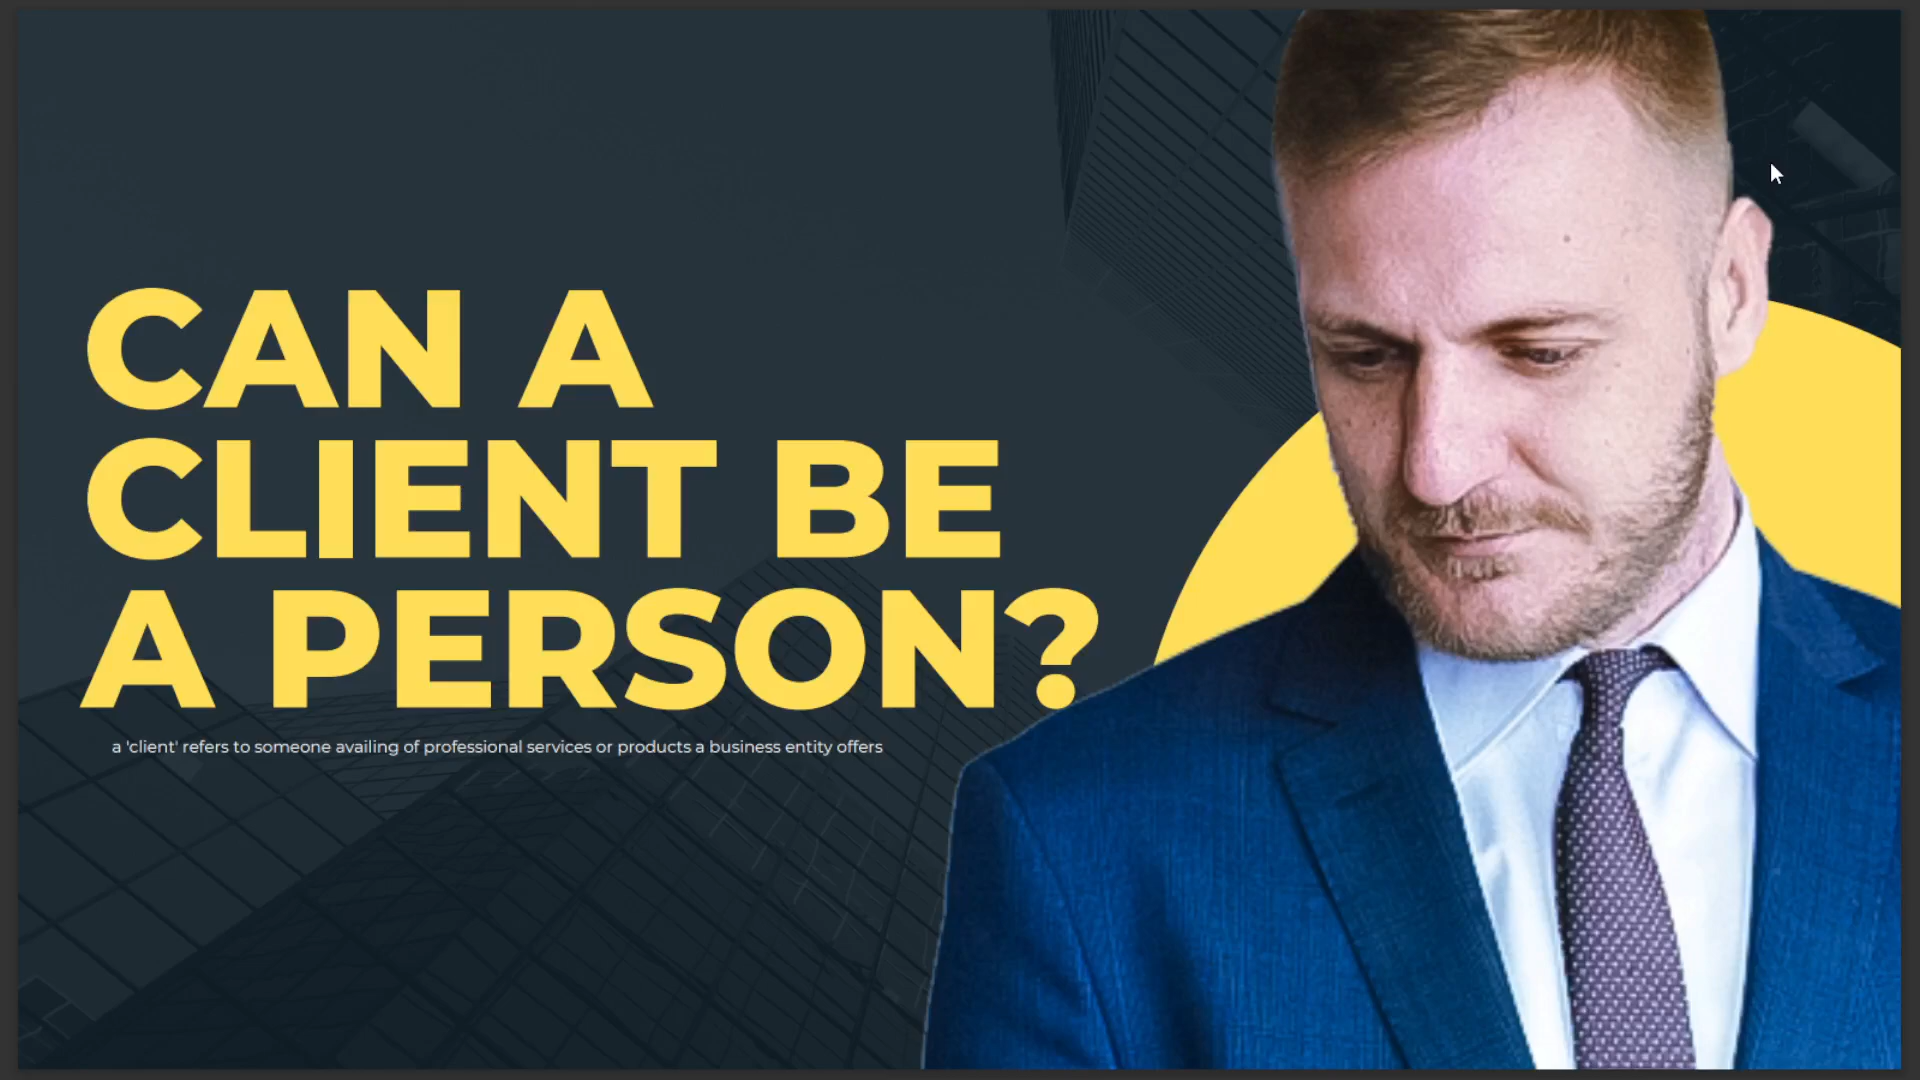 CAN A
CLIENT BE
A PERSON?
a 'client' refers to someone availing of professional services or products a business entity offers